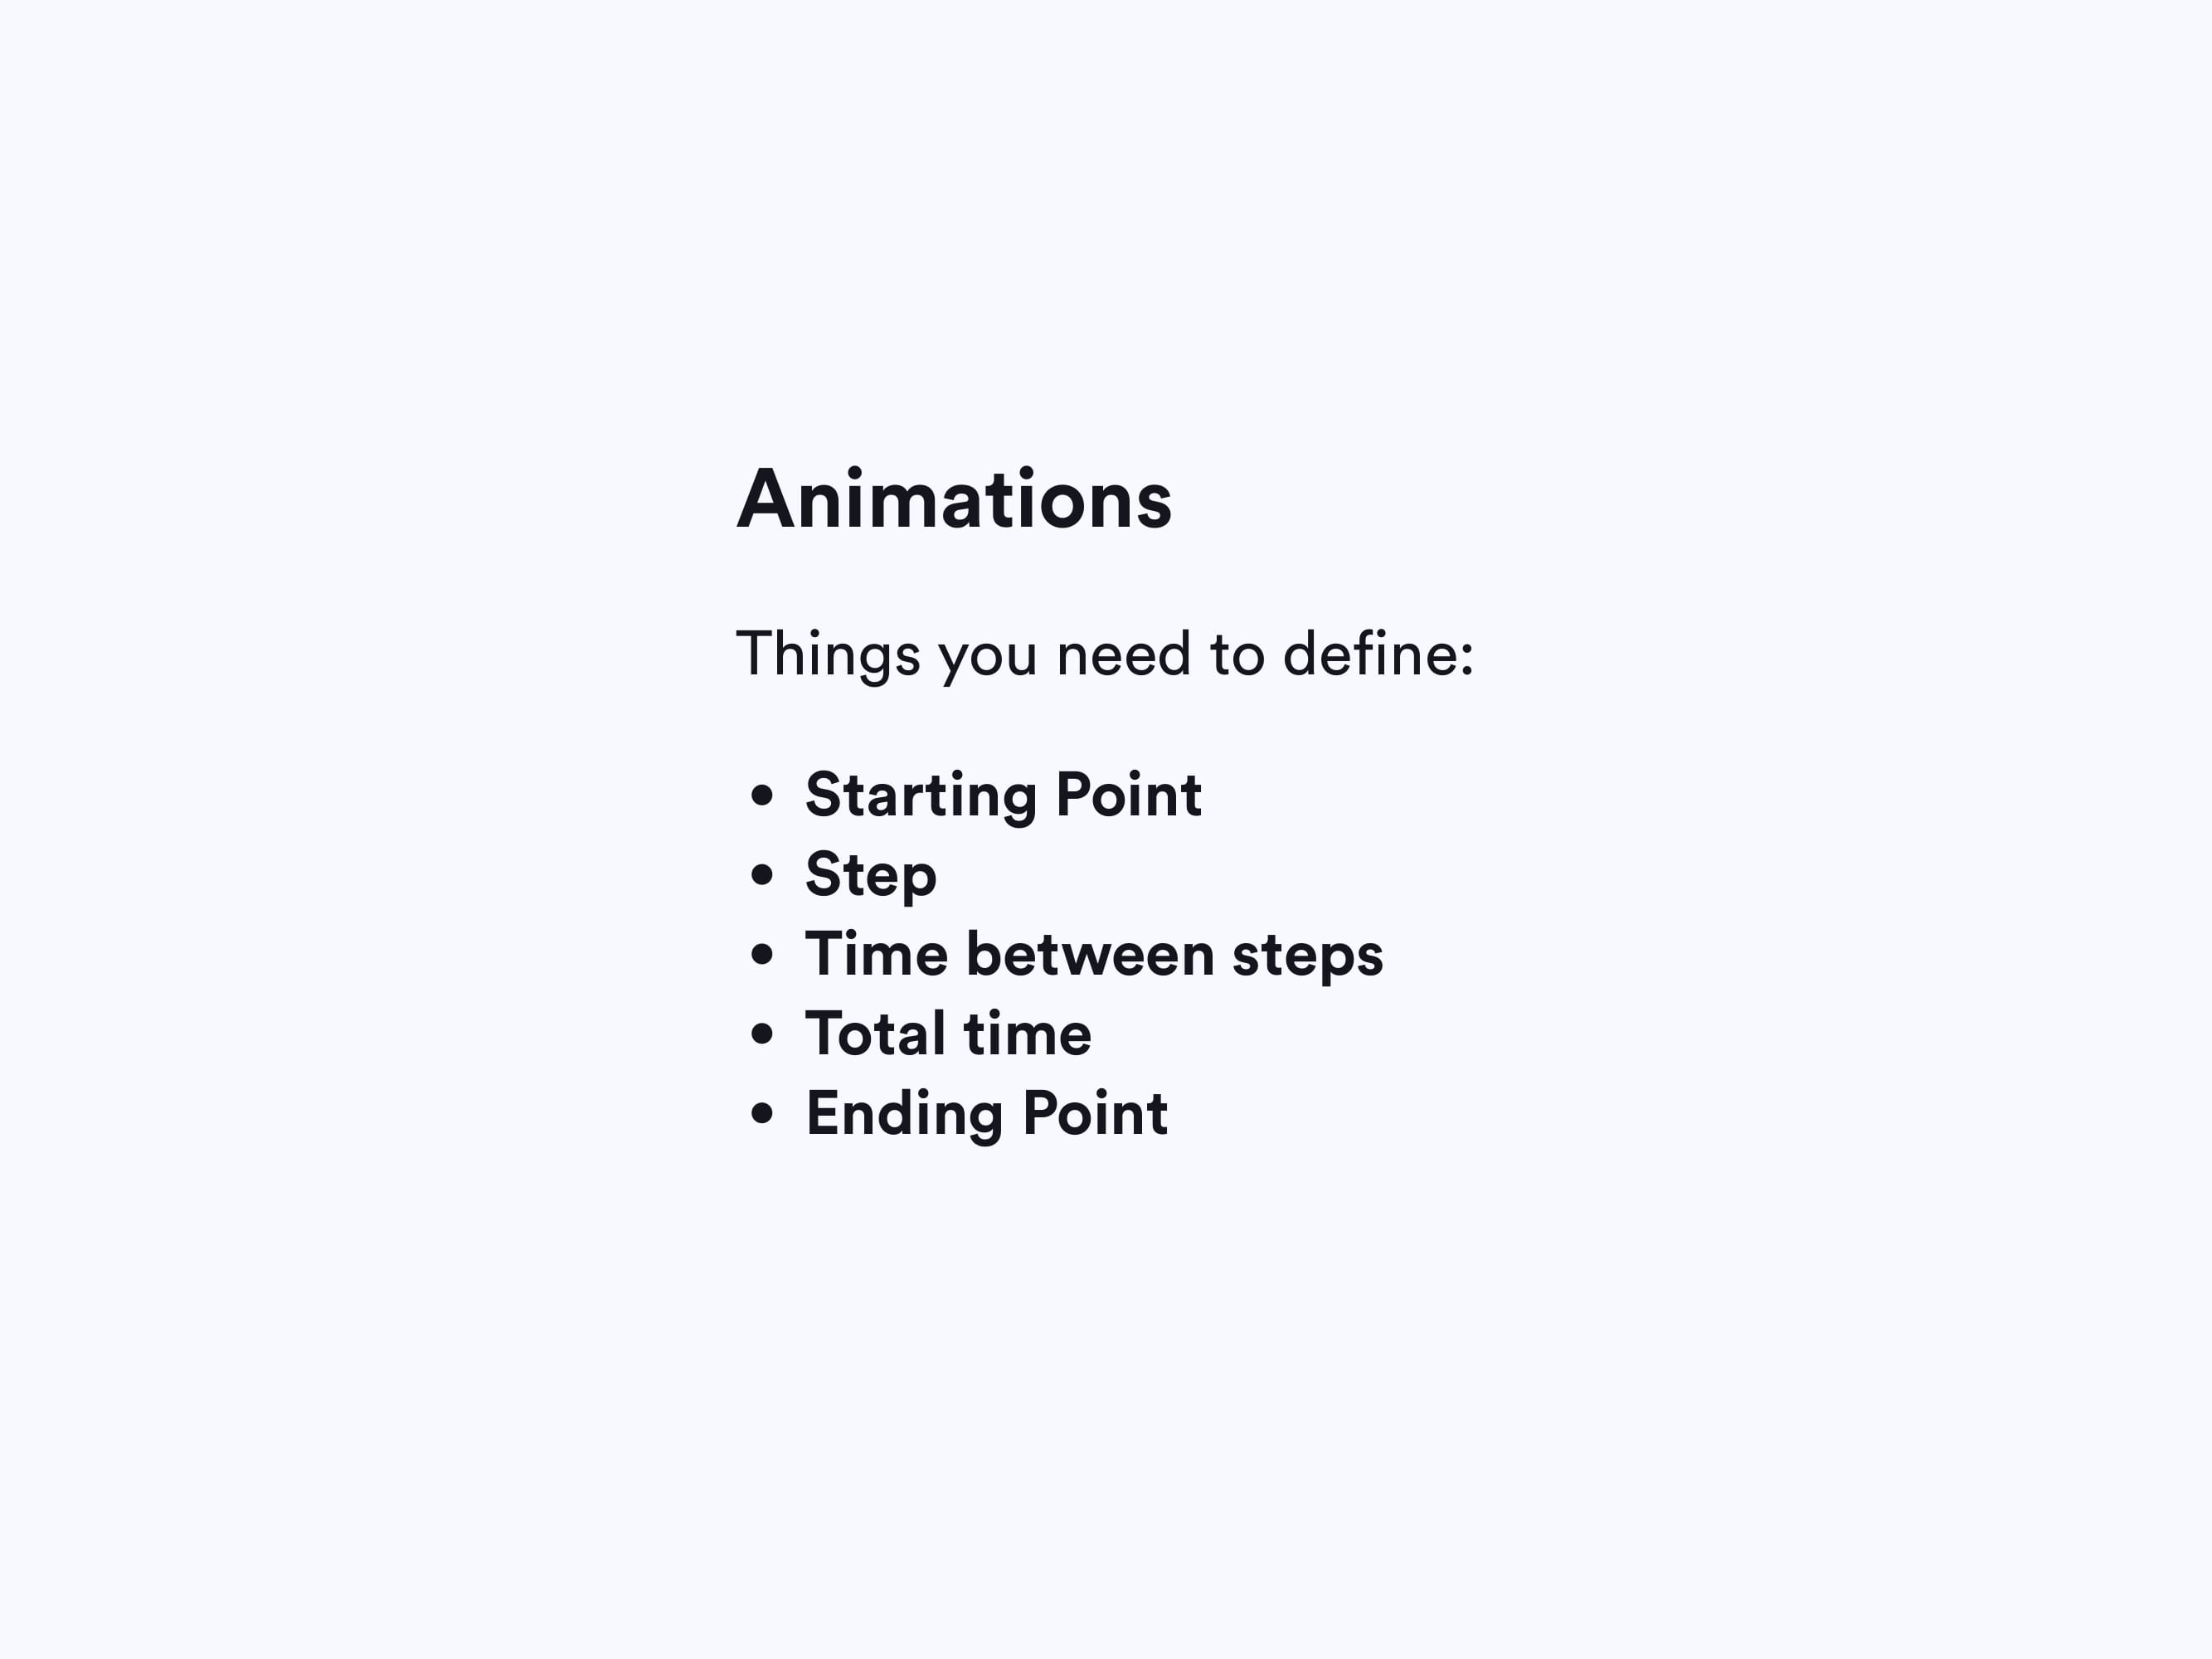 Animations
Things you need to define:
• Starting Point
• Step
• Time between steps
• Total time
• Ending Point